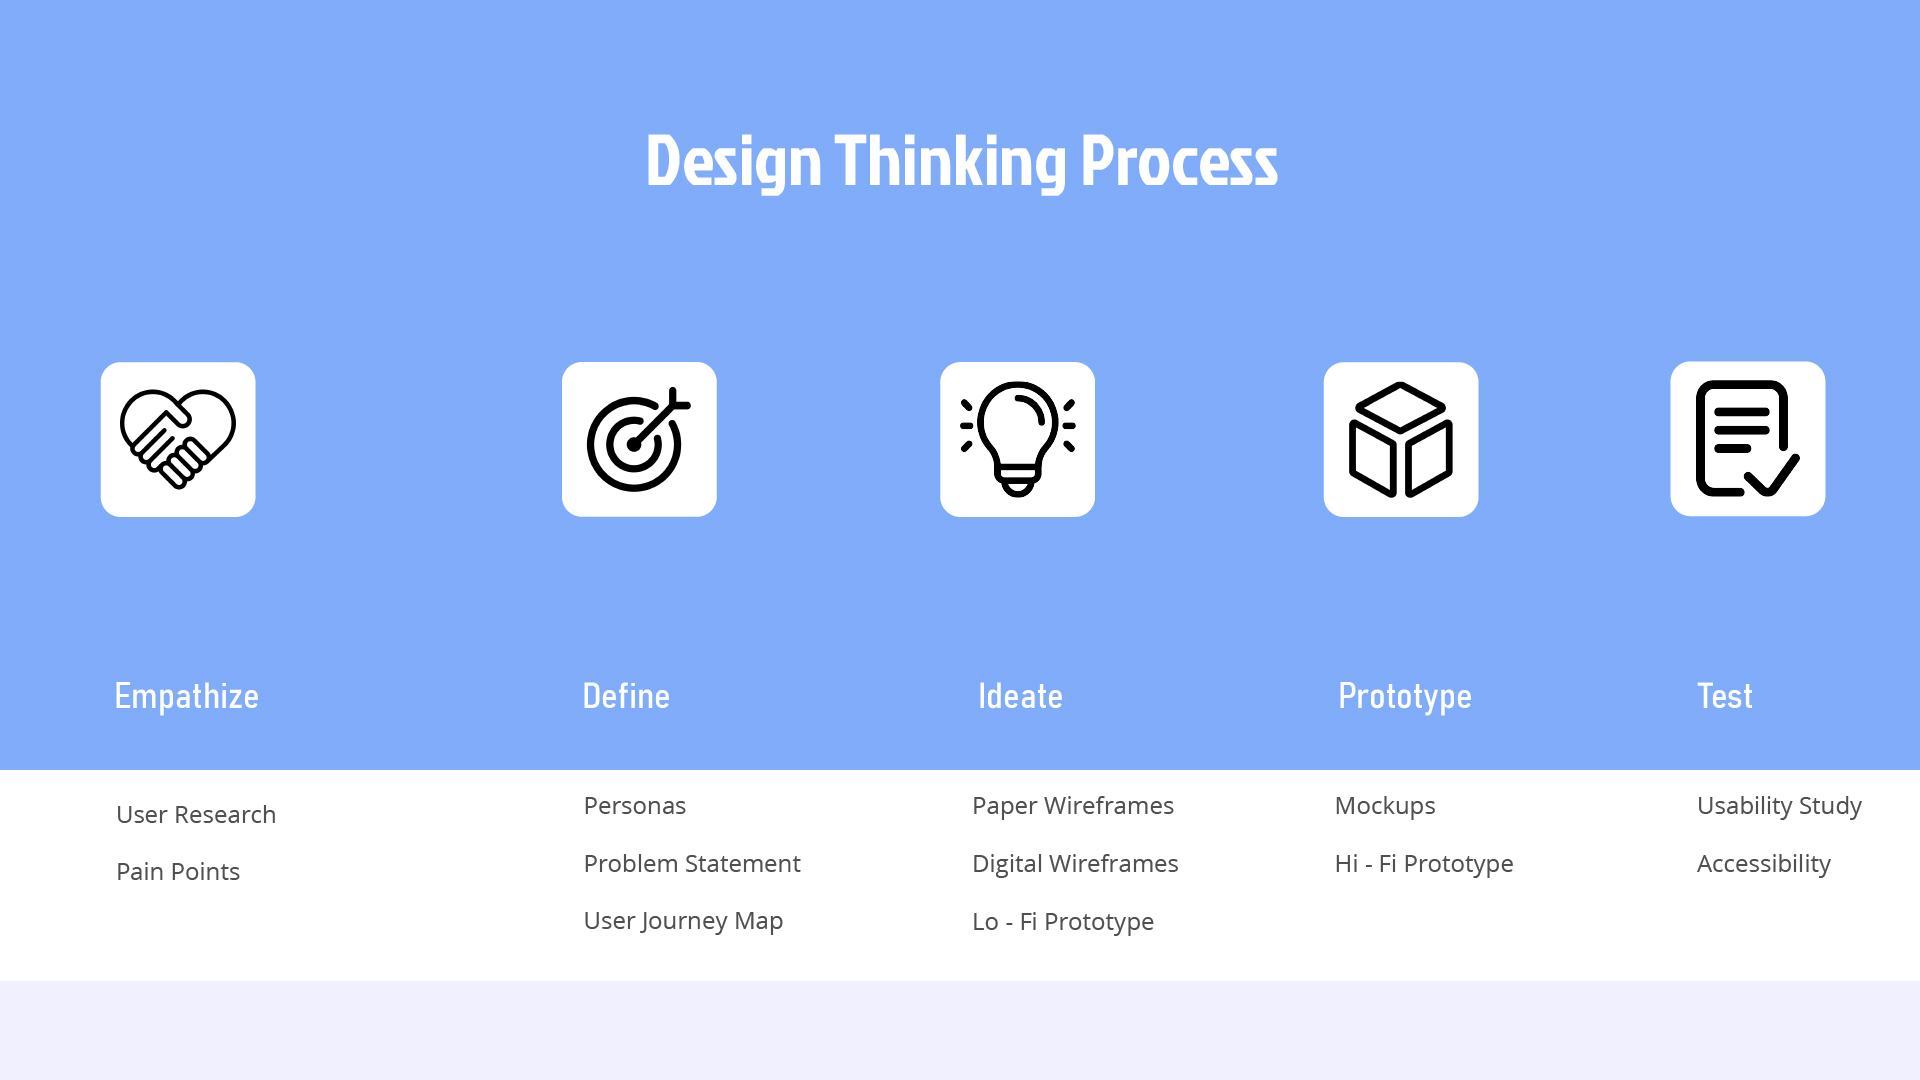 Design Thinking Process
Empathize
User Research
Pain Points
Define
Personas
Problem Statement
User Journey Map
Ideate
Paper Wireframes
Digital Wireframes
Lo - Fi Prototype
Prototype
Mockups
Hi - Fi Prototype
Test
Usability Study
Accessibility